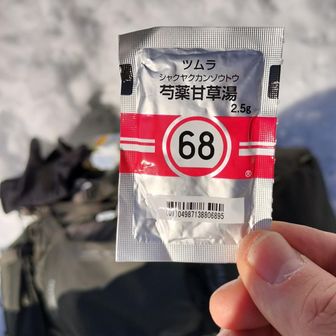 ツムラ
シャクヤクカンゾウトウ
芍薬甘草湯
2.5g
68
®
(01)04987138806895